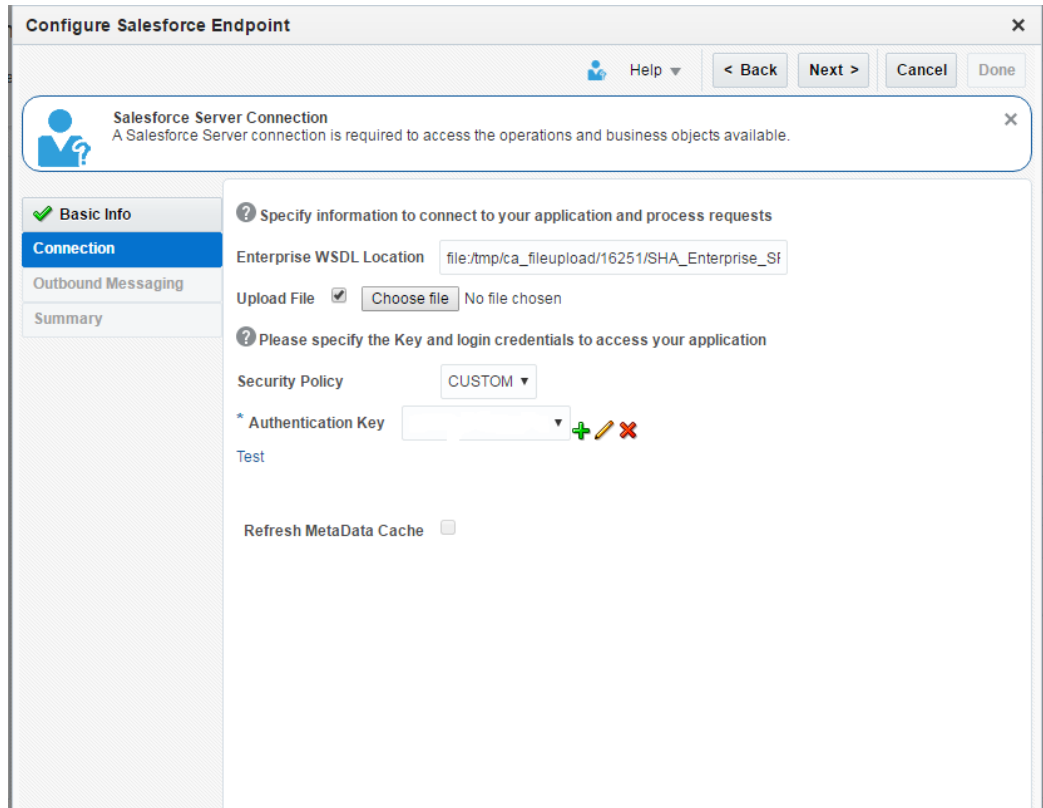 Configure Salesforce Endpoint
Help
< Back
Next >
Cancel
Done
Salesforce Server Connection
A Salesforce Server connection is required to access the operations and business objects available.
Basic Info
Connection
Outbound Messaging
Summary
Specify information to connect to your application and process requests
Enterprise WSDL Location file:/tmp/ca_fileupload/16251/SHA_Enterprise_SF
Upload File Choose file No file chosen
Please specify the Key and login credentials to access your application
Security Policy CUSTOM
* Authentication Key
Test
Refresh MetaData Cache